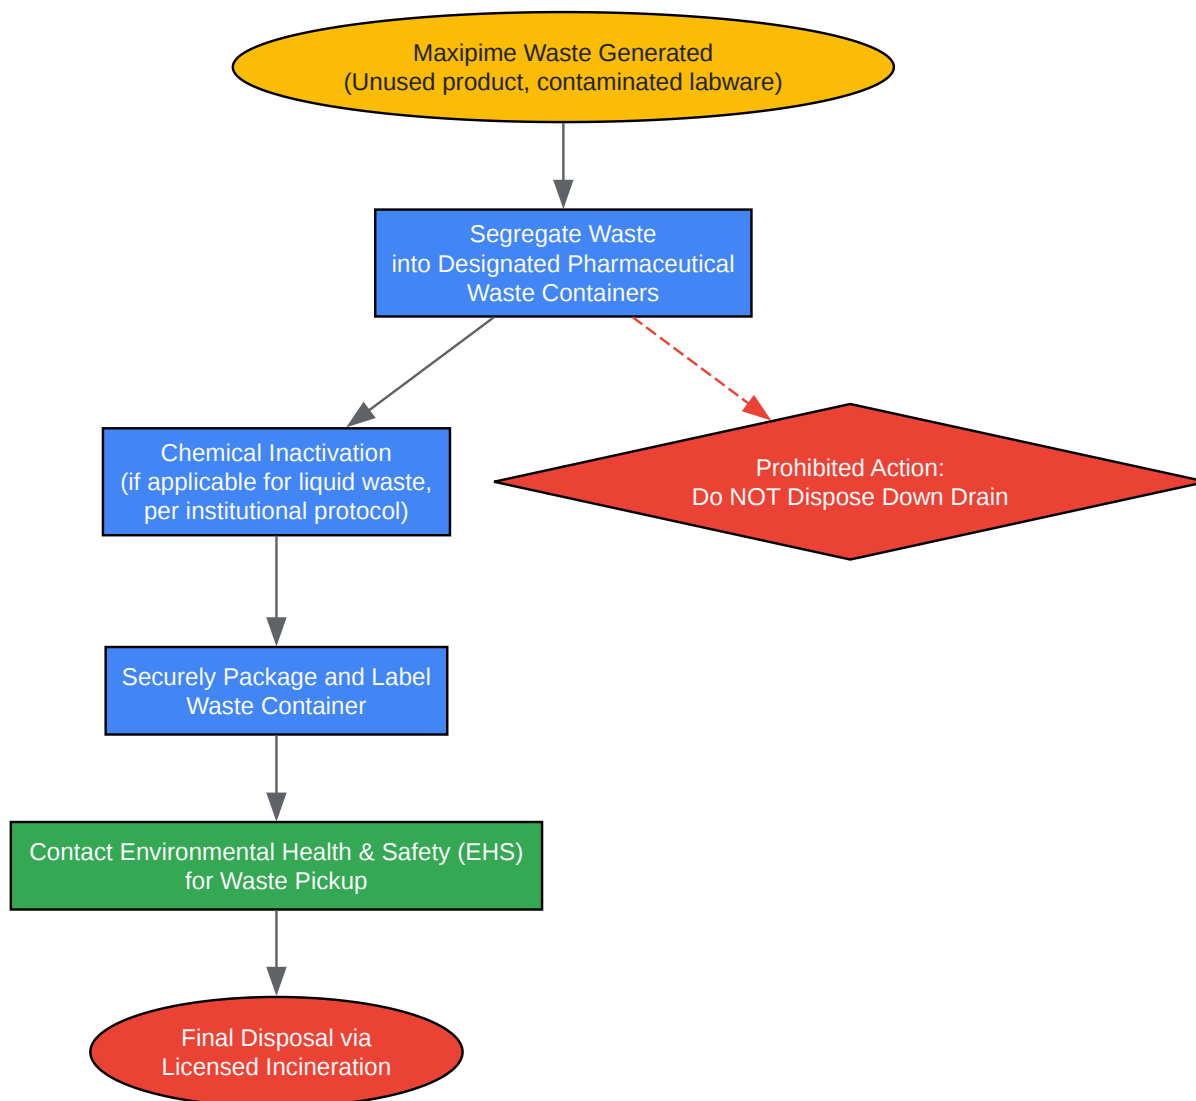 Maxipime Waste Generated
(Unused product, contaminated labware)
Segregate Waste
into Designated Pharmaceutical
Waste Containers
Chemical Inactivation
(if applicable for liquid waste,
per institutional protocol)
Prohibited Action:
Do NOT Dispose Down Drain
Securely Package and Label
Waste Container
Contact Environmental Health & Safety (EHS)
for Waste Pickup
Final Disposal via
Licensed Incineration